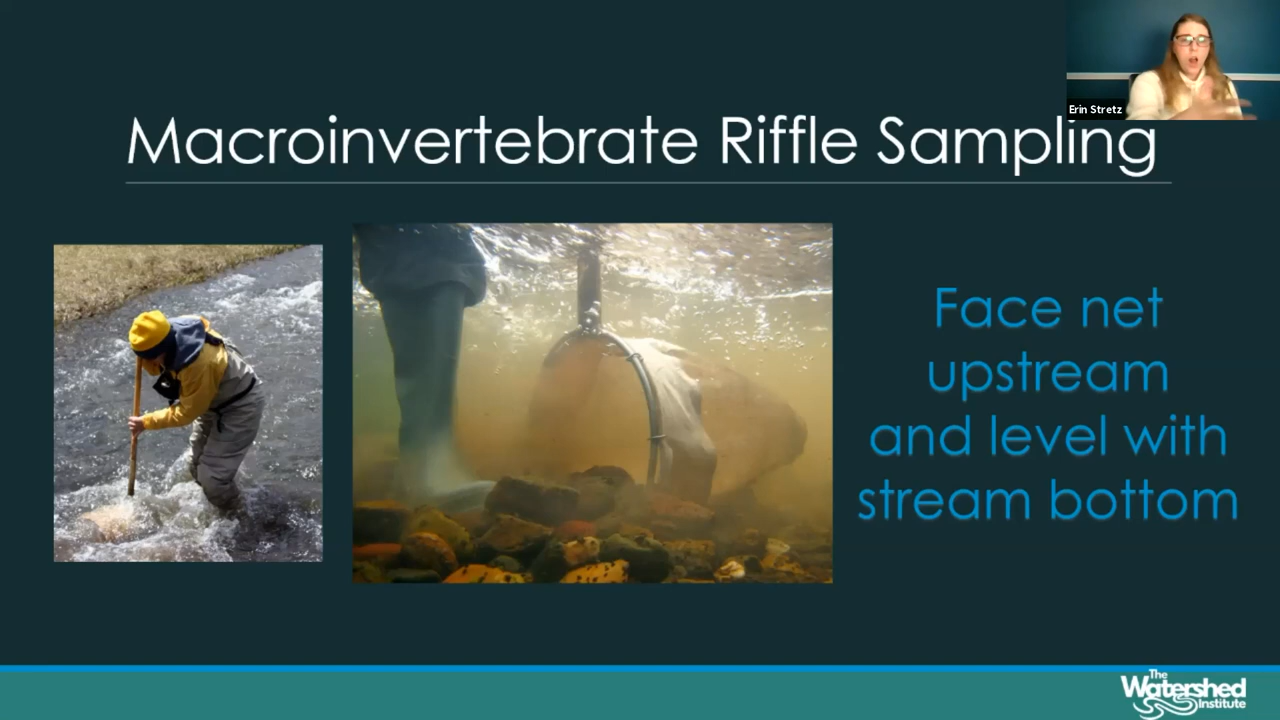 Erin Stretz
Macroinvertebrate Riffle Sampling
Face net
upstream
and level with
stream bottom
The
Watershed
Institute